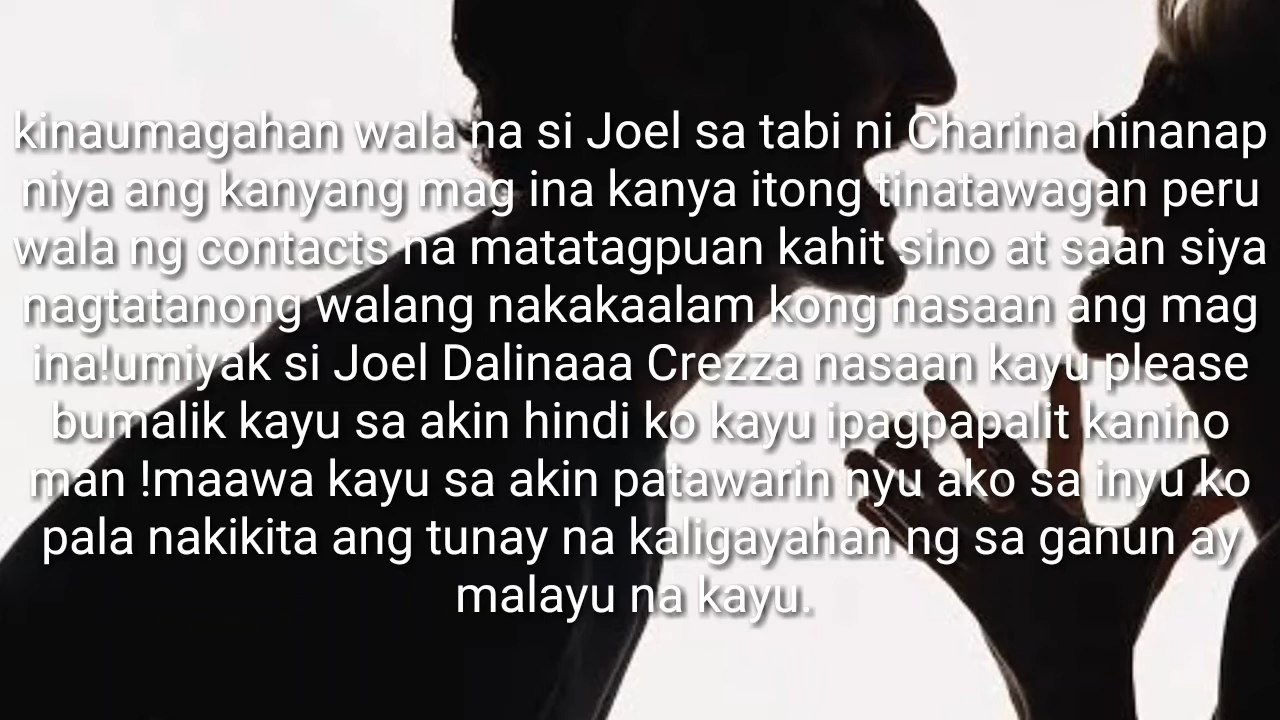 kinaumagahan wala na si Joel sa tabi ni Charina hinanap
niya ang kanyang mag ina kanya itong tinatawagan peru
wala ng contacts na matatagpuan kahit sino at saan siya
nagtatanong walang nakakaalam kong nasaan ang mag
ina!umiyak si Joel Dalinaaa Crezza nasaan kayu please
bumalik kayu sa akin hindi ko kayu ipagpapalit kanino
man !maawa kayu sa akin patawarin nyu ako sa inyu ko
pala nakikita ang tunay na kaligayahan ng sa ganun ay
malayu na kayu.